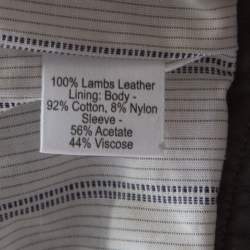 100% Lambs Leather
Lining: Body -
92% Cotton, 8% Nylon
Sleeve -
56% Acetate
44% Viscose